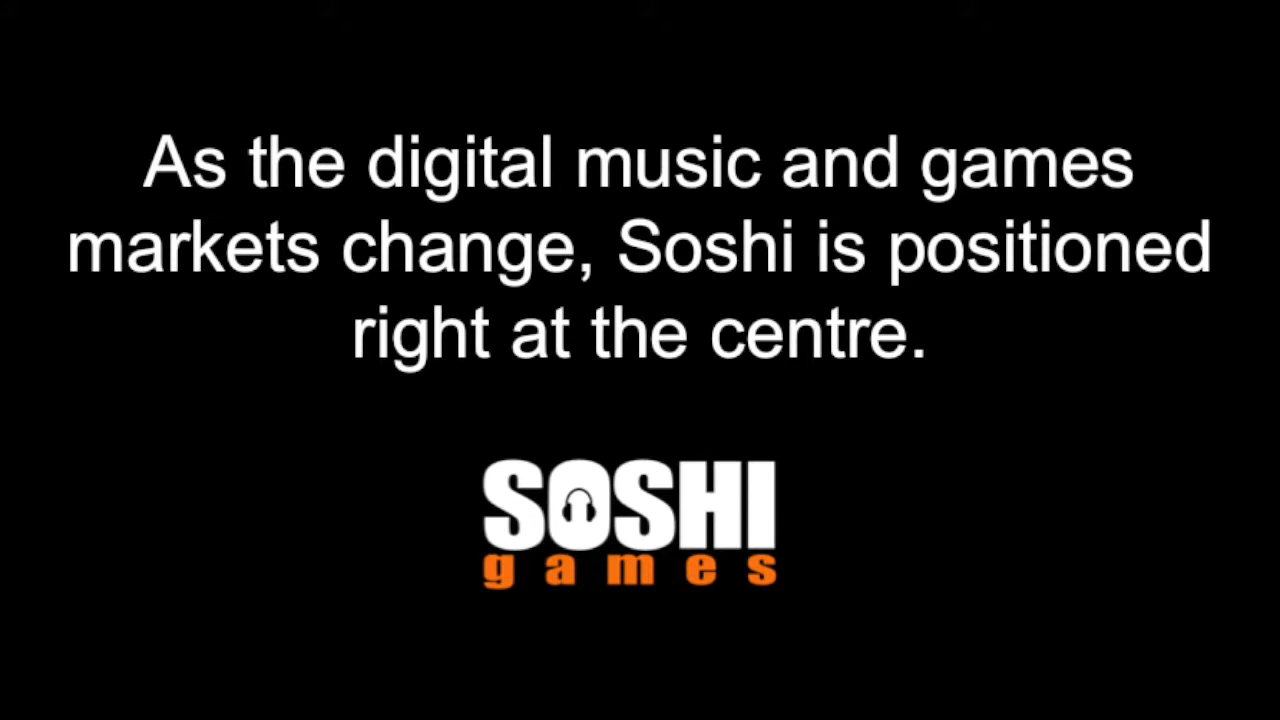 As the digital music and games
markets change, Soshi is positioned
right at the centre.
SOSHI
games